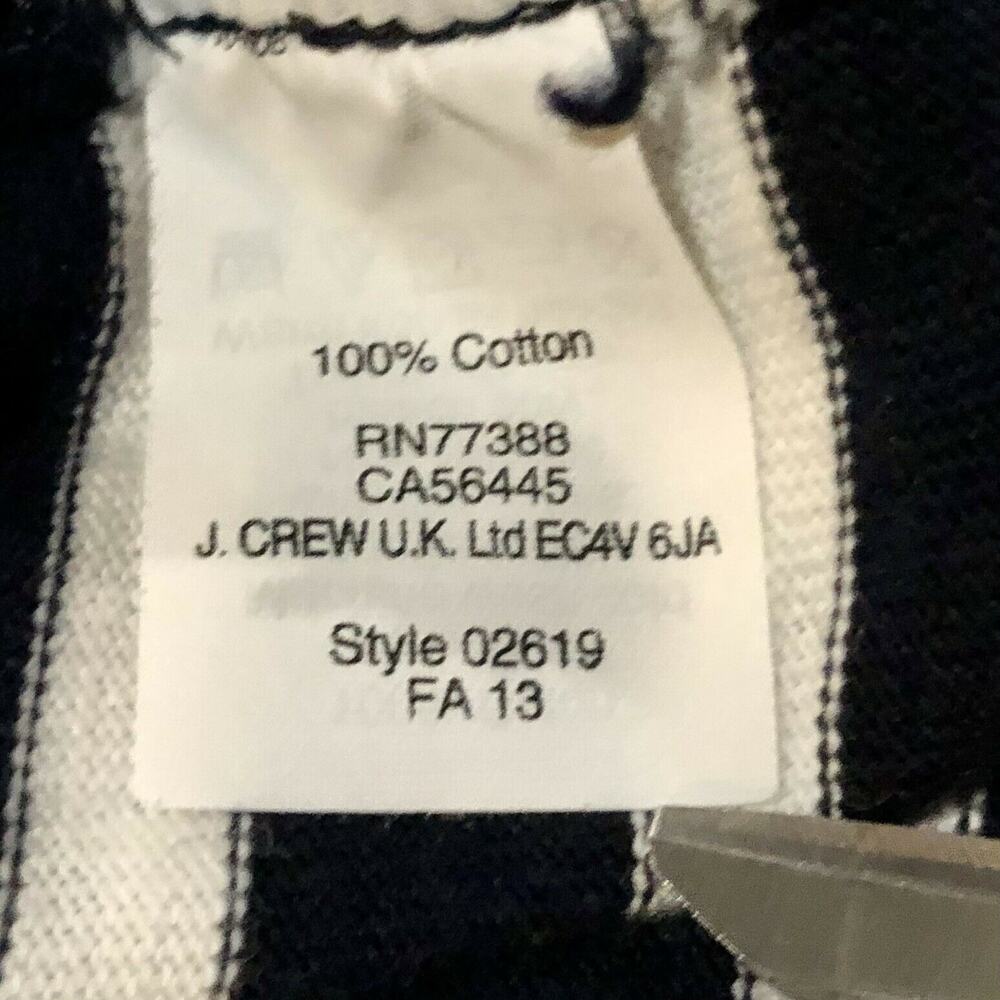 100% Cotton
RN77388
CA56445
J. CREW U.K. Ltd EC4V 6JA
Style 02619
FA 13